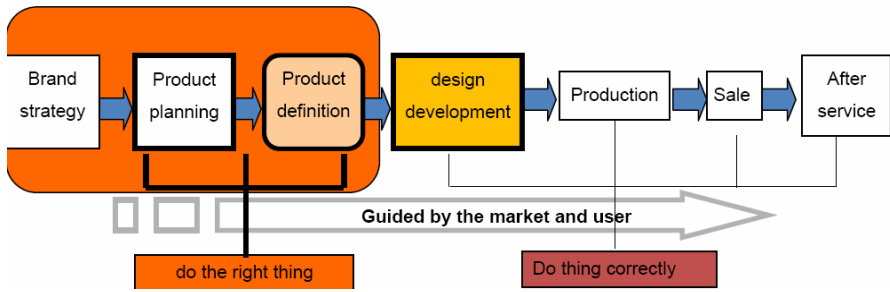 Brand
strategy
Product
planning
Product
definition
design
development
Production
Sale
After
service
Guided by the market and user
do the right thing
Do thing correctly